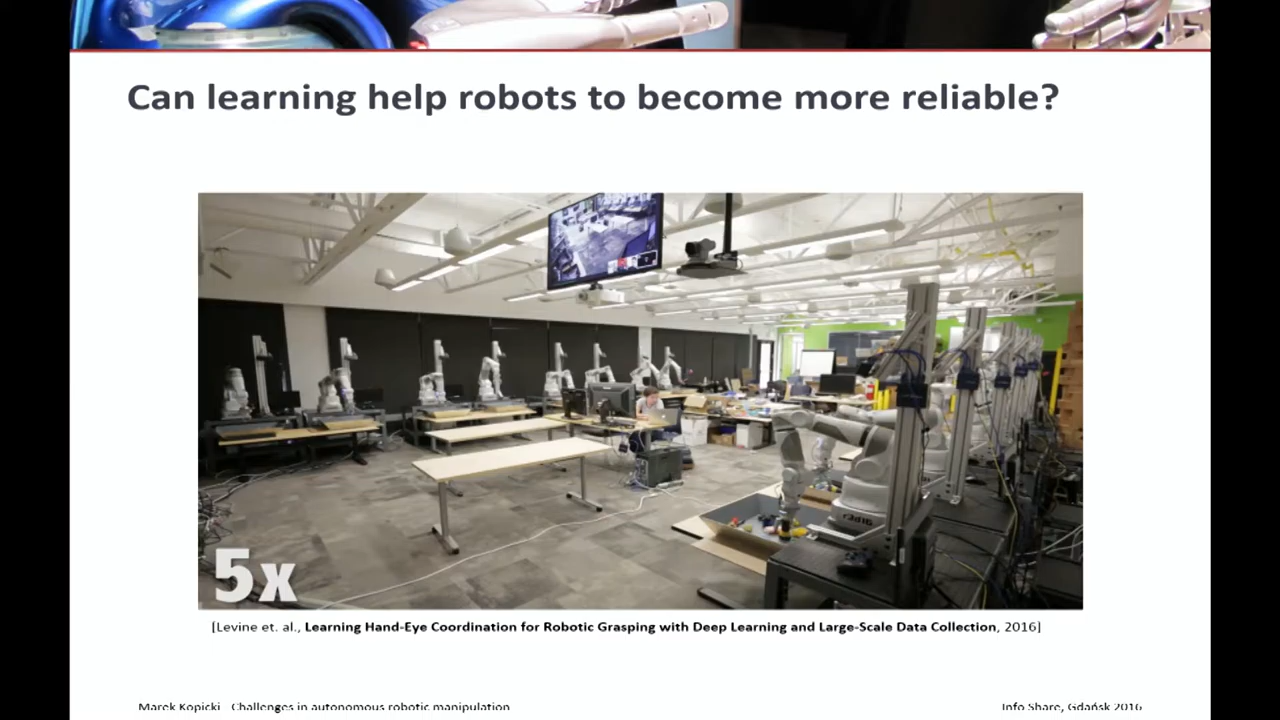 Can learning help robots to become more reliable?
5x
[Levine et. al., Learning Hand-Eye Coordination for Robotic Grasping with Deep Learning and Large-Scale Data Collection, 2016]
Marek Kopicki Challenges in autonomous robotic manipulation
Info Share, Gdańsk 2016